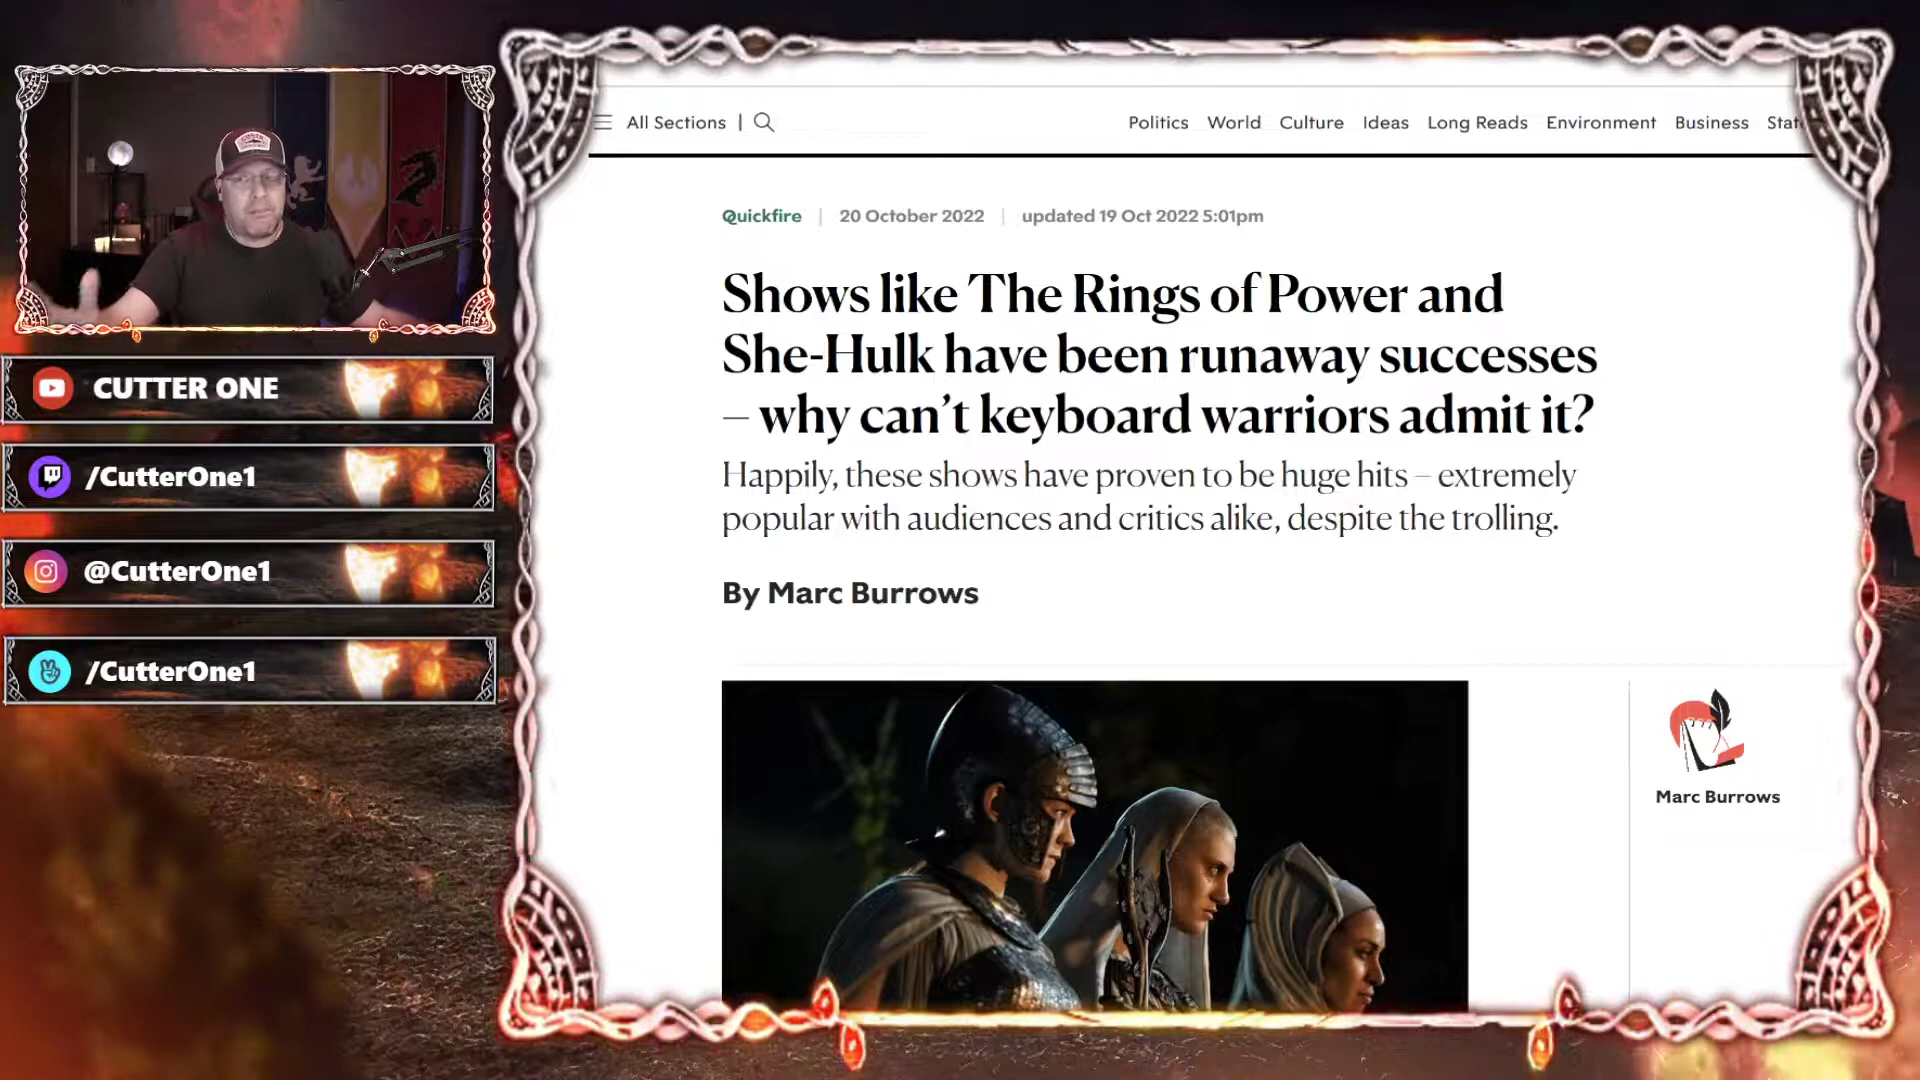 CUTTER ONE
/CutterOne1
@CutterOne1
/CutterOne1
All Sections |
Politics World Culture Ideas Long Reads Environment Business
Quickfire | 20 October 2022 | updated 19 Oct 2022 5:01pm
Shows like The Rings of Power and
She-Hulk have been runaway successes
– why can’t keyboard warriors admit it?
Happily, these shows have proven to be huge hits – extremely
popular with audiences and critics alike, despite the trolling.
By Marc Burrows
Marc Burrows